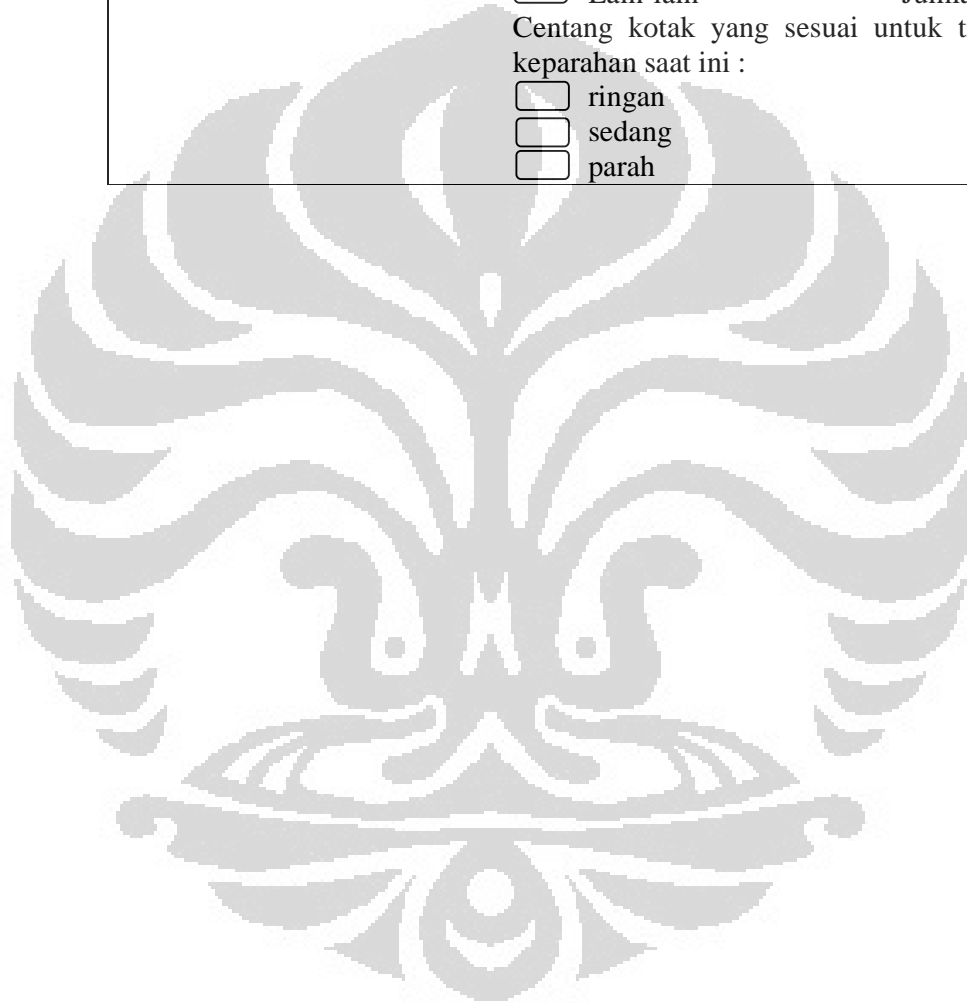 Centang kotak yang sesuai untuk
keparahan saat ini :
ringan
sedang
parah